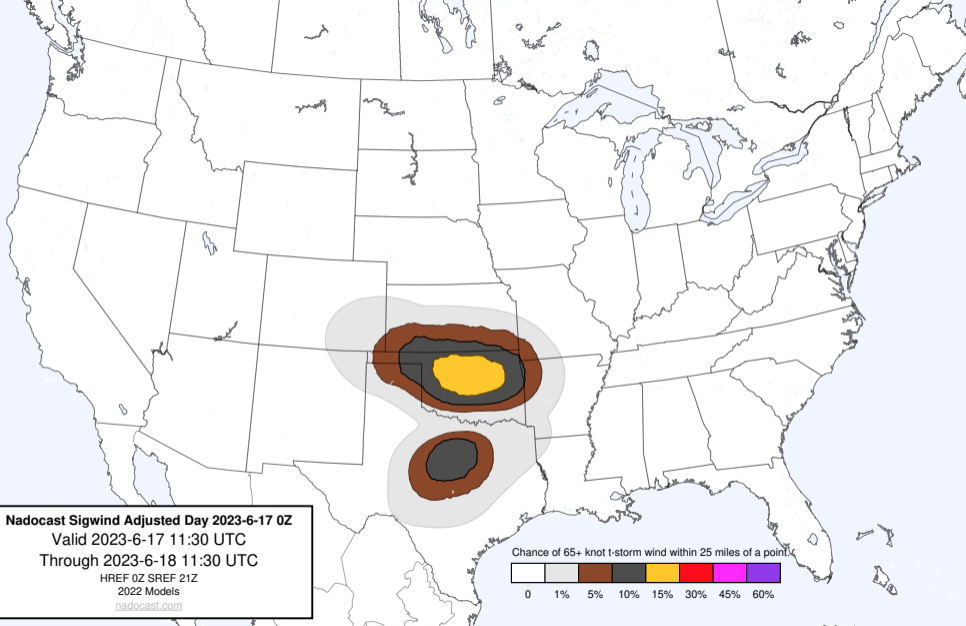 Nadocast Sigwind Adjusted Day 2023-6-17 0Z
Valid 2023-6-17 11:30 UTC
Through 2023-6-18 11:30 UTC
HREF 0Z SREF 21Z
2022 Models
nadocast.com
Chance of 65+ knot t-storm wind within 25 miles of a point.
0 1% 5% 10% 15% 30% 45% 60%